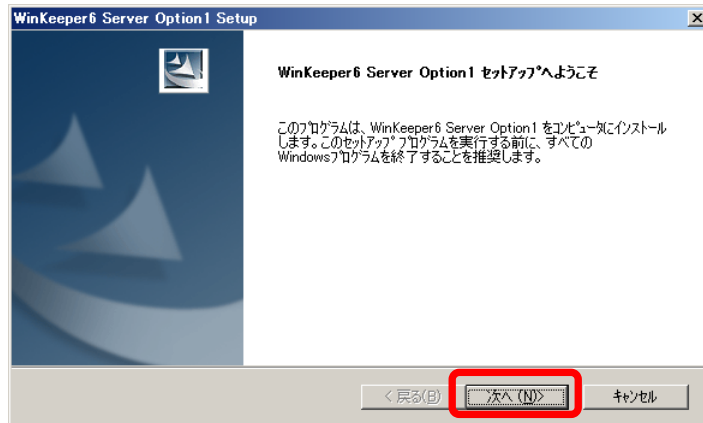 WinKeeper6 Server Option1 Setup
WinKeeper6 Server Option1 ｾｯﾄｱｯﾌﾟへようこそ
このﾌﾟﾛｸﾞﾗﾑは、WinKeeper6 Server Option1 をｺﾝﾋﾟｭｰﾀにインストール
します。このｾｯﾄｱｯﾌﾟ ﾌﾟﾛｸﾞﾗﾑを実行する前に、すべての
Windowsﾌﾟﾛｸﾞﾗﾑを終了することを推奨します。
< 戻る(B)
次へ (N)>
ｷｬﾝｾﾙ